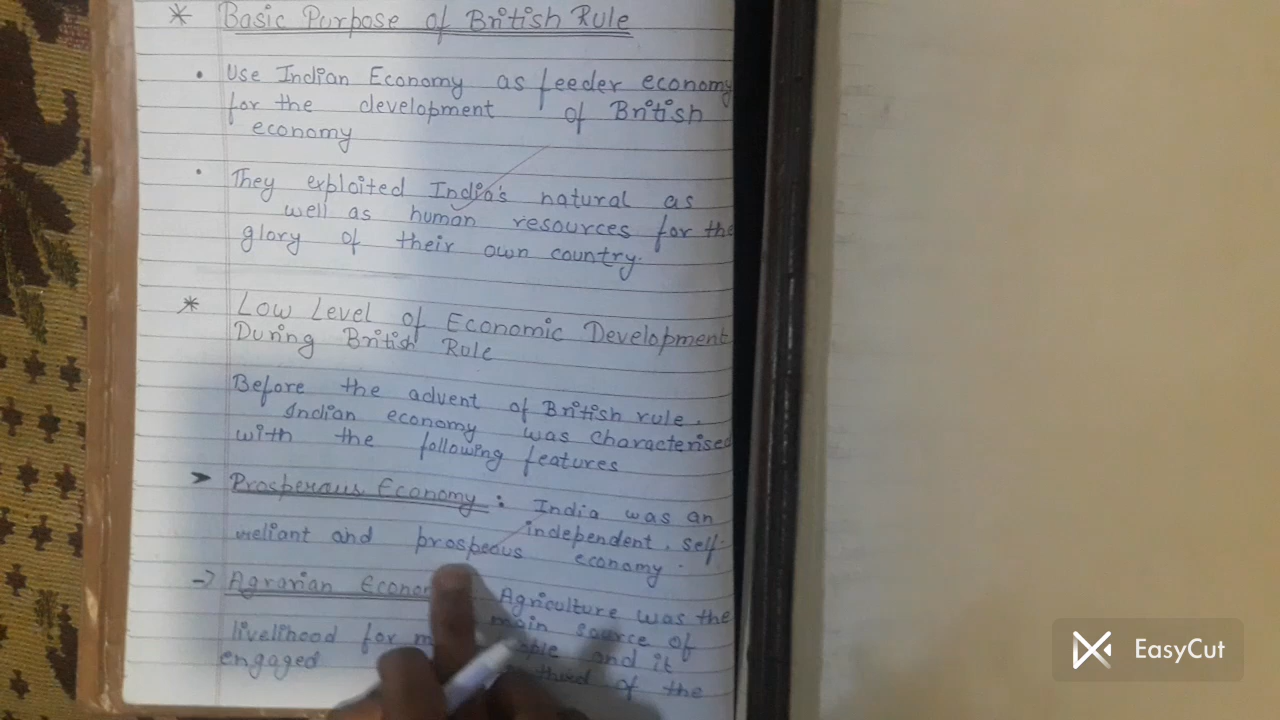 * Basic Purpose of British Rule
• Use Indian Economy as feeder economy
for the development of British
economy
• They exploited India's natural as
well as human resources for the
glory of their own country.
* Low Level of Economic Development
During British Rule
Before the advent of British rule,
Indian economy was characterised
with the following features
➤ Prosperous Economy : India was an
independent, self-
reliant and prospeous economy.
→ Agrarian Agriculture was the
main source of
livelihood for and it
engaged of the
EasyCut